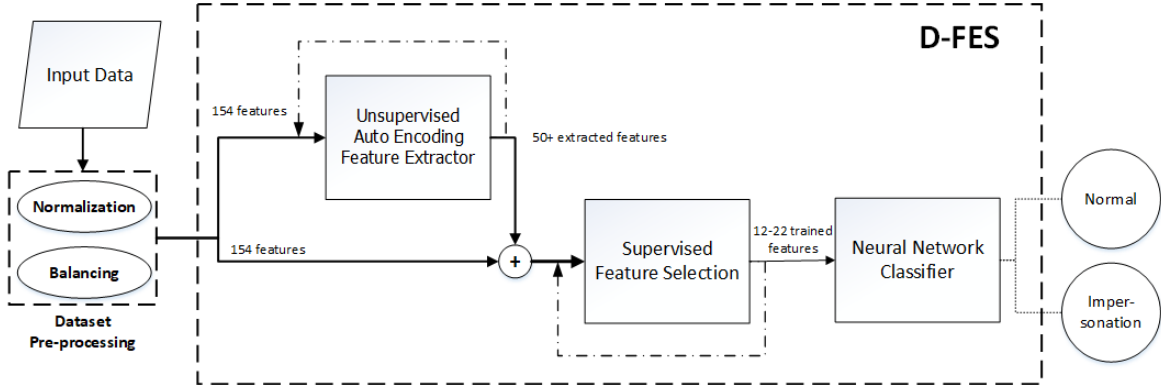 D-FES
Input Data
154 features
Unsupervised
Auto Encoding
Feature Extractor
50+ extracted features
Normalization
Balancing
Dataset
Pre-processing
154 features
+
Supervised
Feature Selection
12-22 trained
features
Neural Network
Classifier
Normal
Imper-
sonation